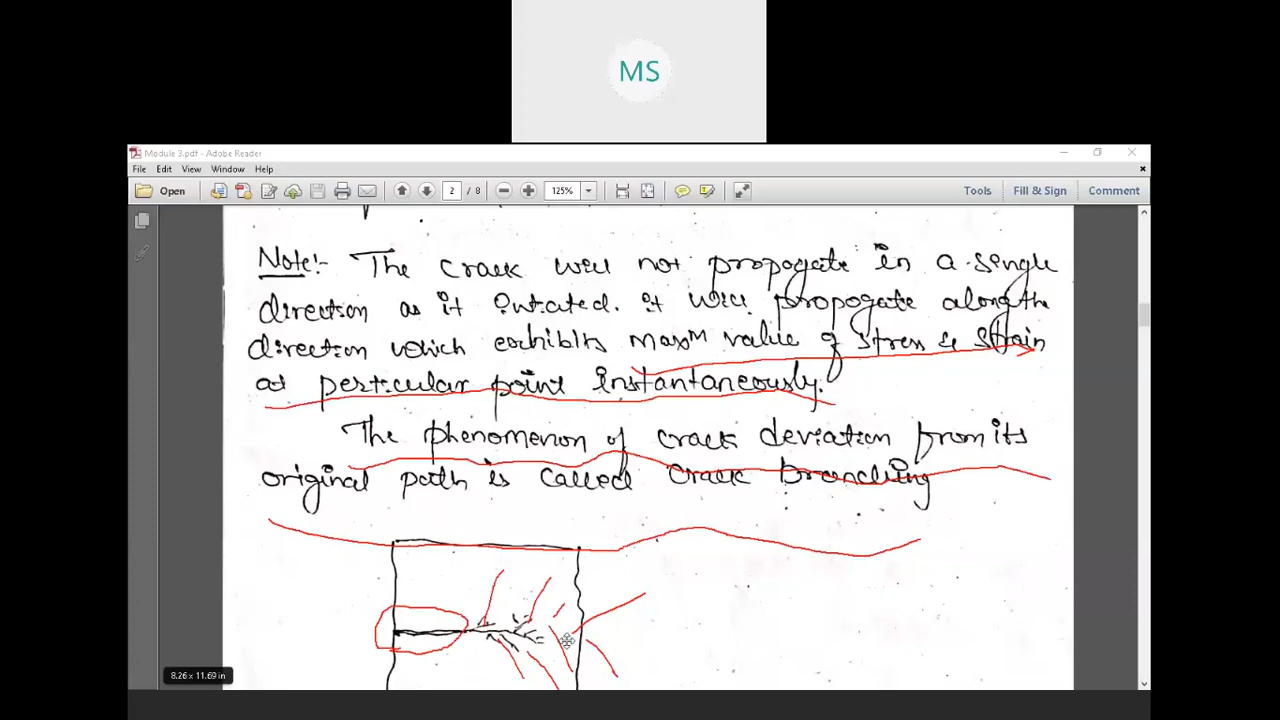 MS
Module 3.pdf - Adobe Reader
File Edit View Window Help
Open 2 / 8 125% Tools Fill & Sign Comment
Note:- The crack will not propogate in a single
direction as it intiated. it will propogate along the
direction which exhibits maxm value of stress & strain
at perticular point instantaneously.
The phenomenon of crack deviation from its
original path is called Crack branching
8.26 x 11.69 in